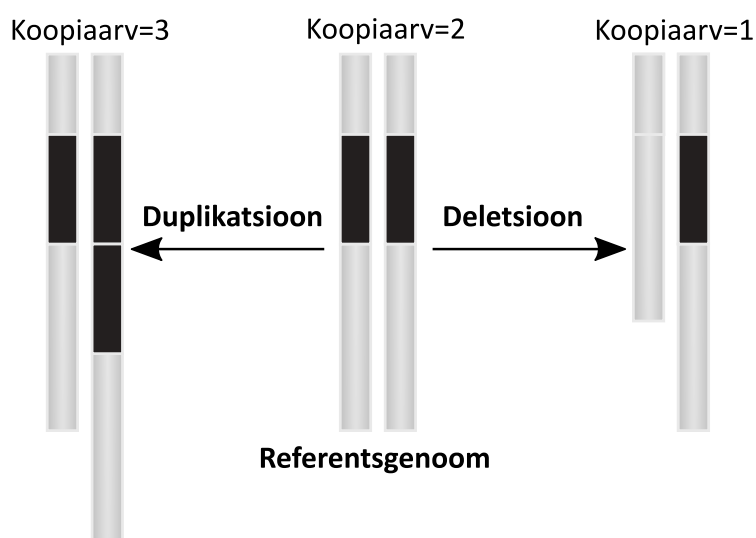 Koopiaarv=3
Koopiaarv=2
Koopiaarv=1
Duplikatsioon
Deletsioon
Referentsgenoom